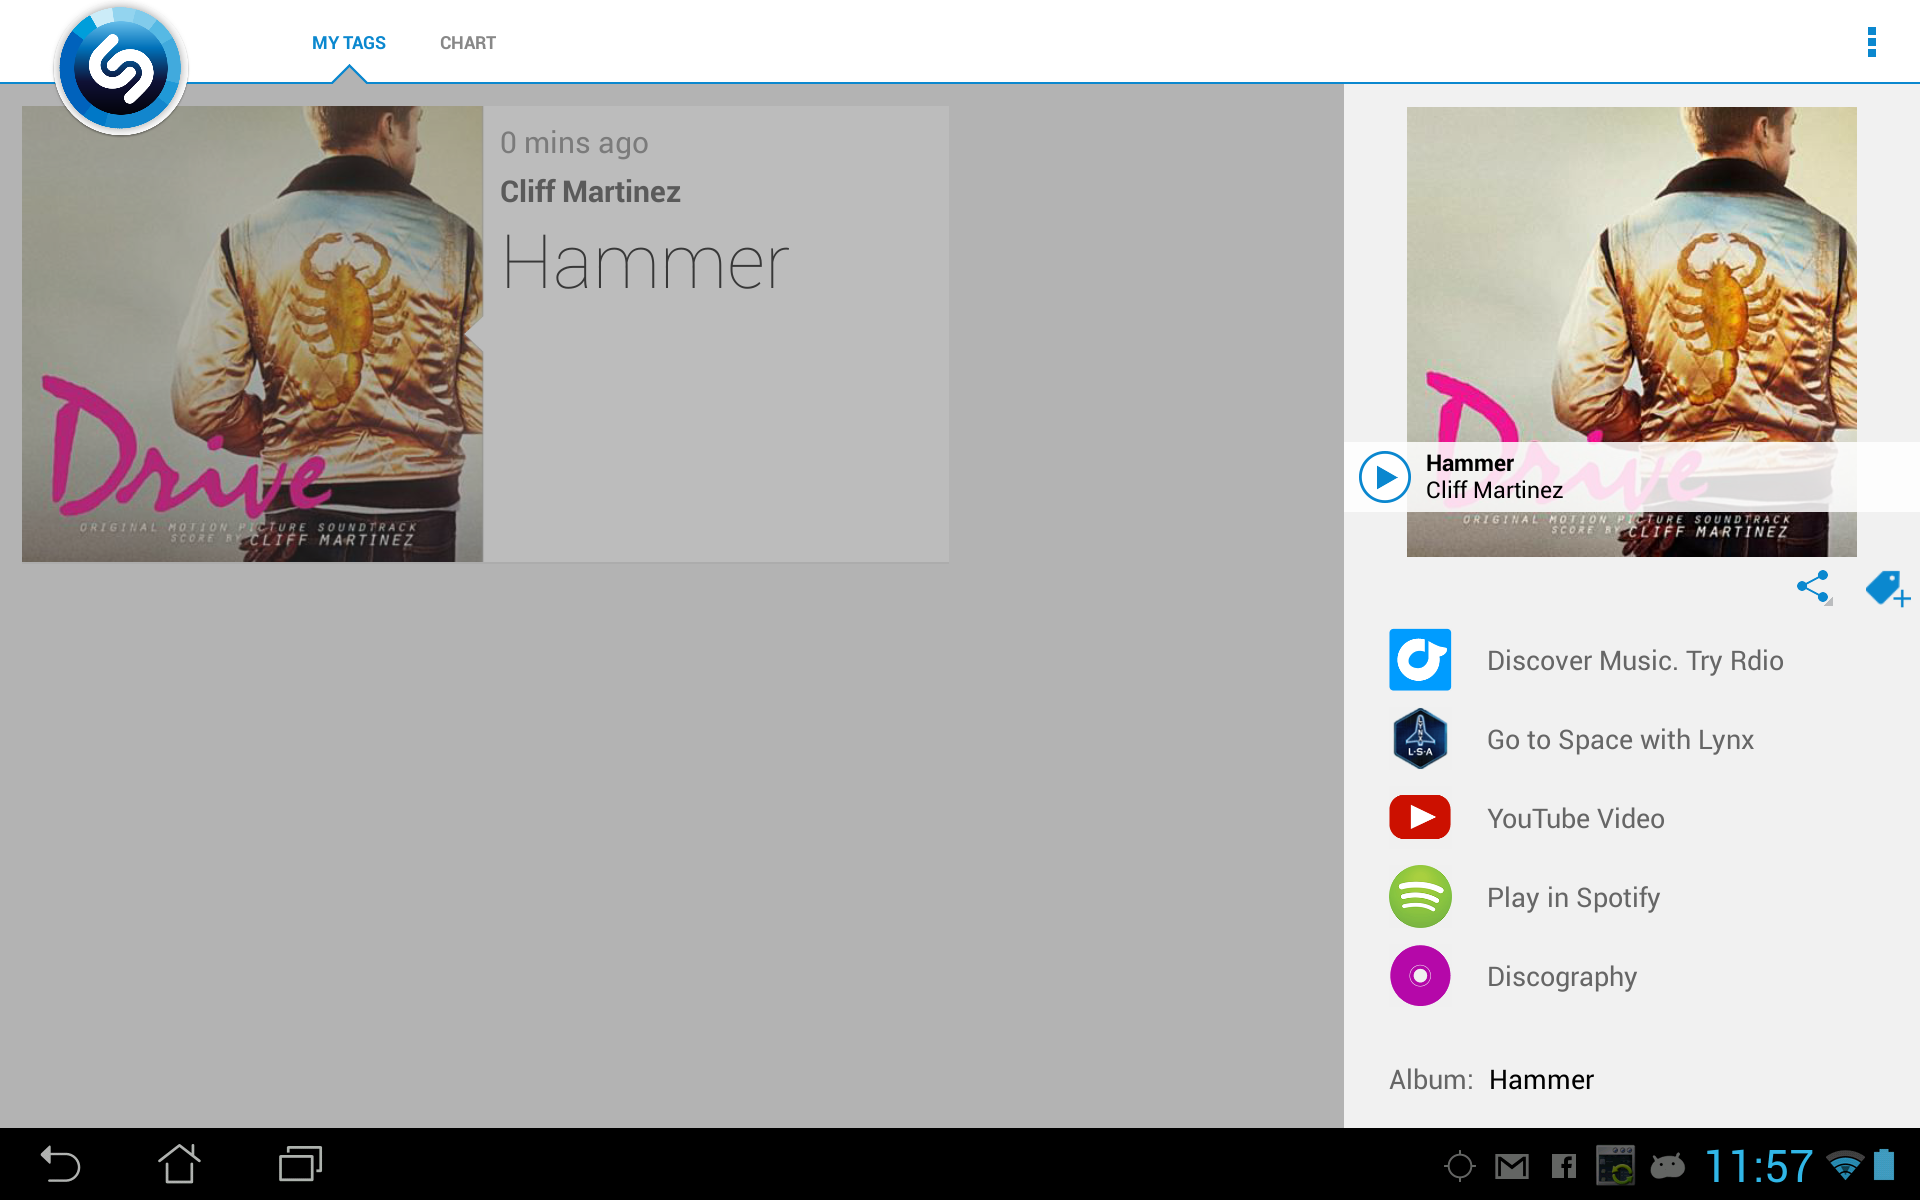 MY TAGS
CHART
0 mins ago
Cliff Martinez
Hammer
Drive
ORIGINAL MOTION PICTURE SOUNDTRACK
SCORE BY CLIFF MARTINEZ
Drive
Hammer
Cliff Martinez
ORIGINAL MOTION PICTURE SOUNDTRACK
SCORE BY CLIFF MARTINEZ
Discover Music. Try Rdio
LYNX
L·S·A
Go to Space with Lynx
YouTube Video
Play in Spotify
Discography
Album: Hammer
11:57